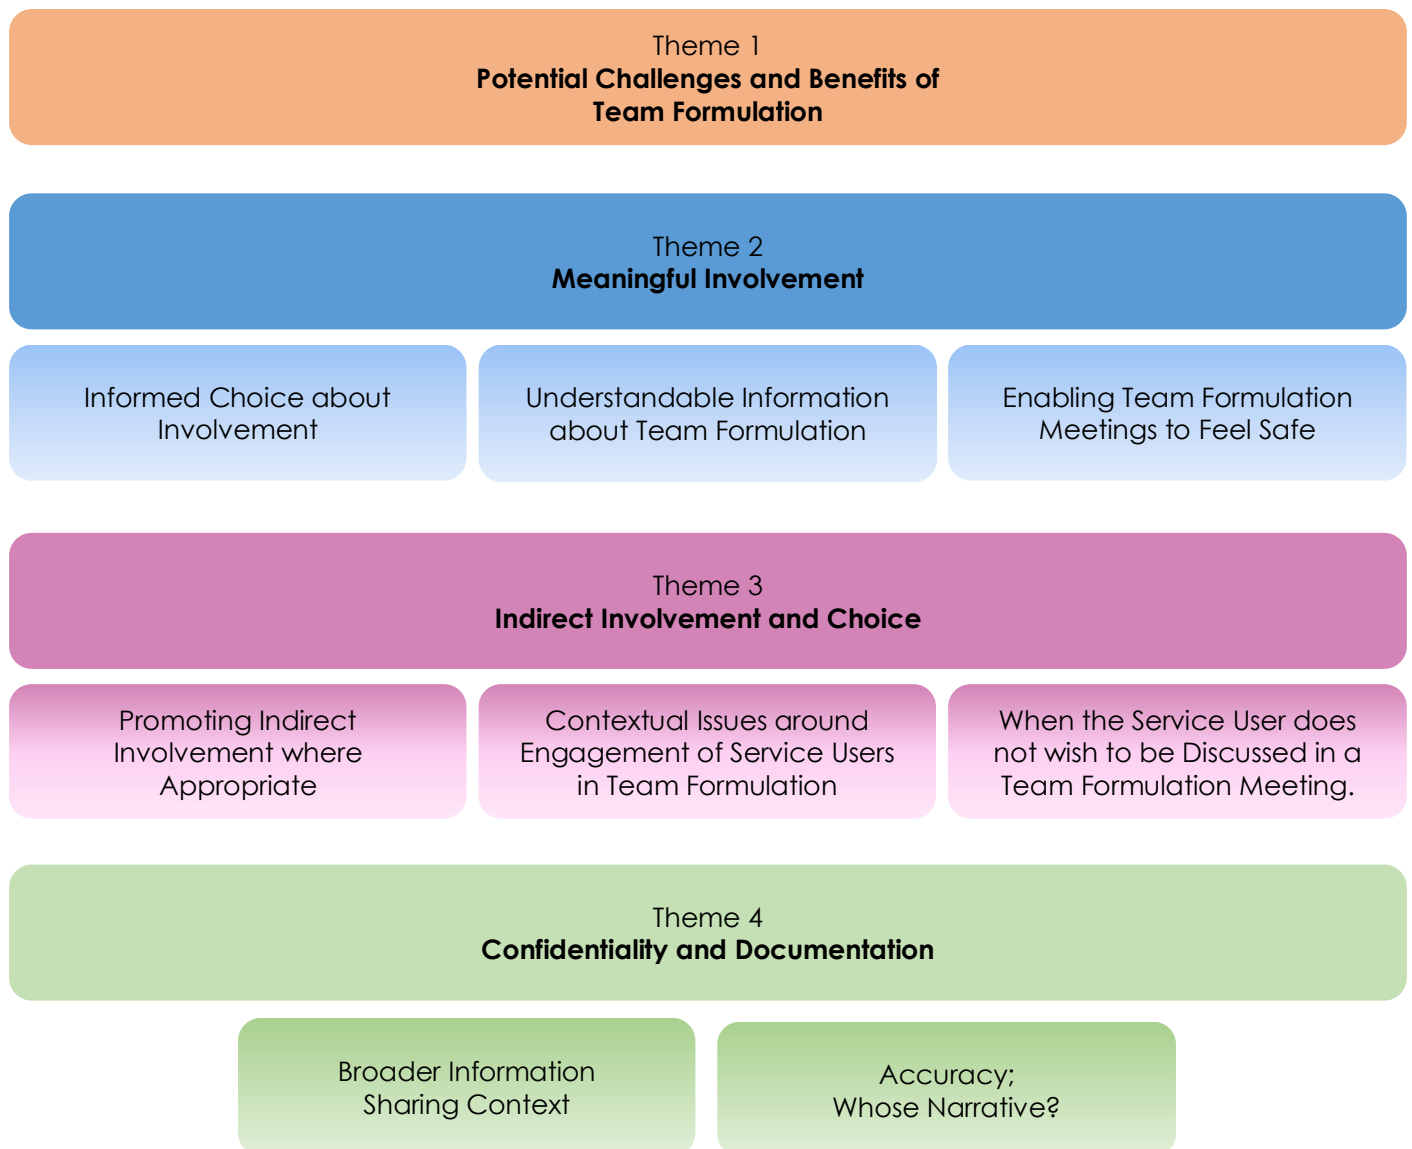 Theme 1
Potential Challenges and Benefits of
Team Formulation
Theme 2
Meaningful Involvement
Informed Choice about
Involvement
Understandable Information
about Team Formulation
Enabling Team Formulation
Meetings to Feel Safe
Theme 3
Indirect Involvement and Choice
Promoting Indirect
Involvement where
Appropriate
Contextual Issues around
Engagement of Service Users
in Team Formulation
When the Service User does
not wish to be Discussed in a
Team Formulation Meeting.
Theme 4
Confidentiality and Documentation
Broader Information
Sharing Context
Accuracy;
Whose Narrative?